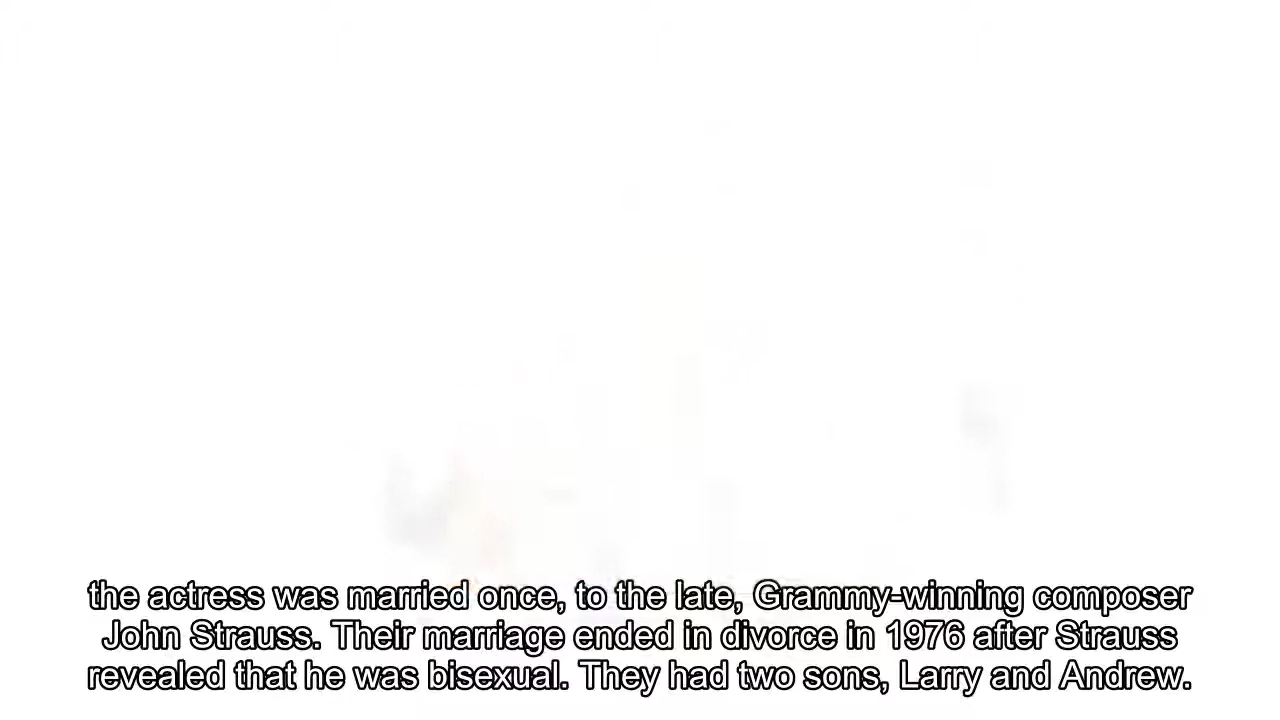 the actress was married once, to the late, Grammy-winning composer
John Strauss. Their marriage ended in divorce in 1976 after Strauss
revealed that he was bisexual. They had two sons, Larry and Andrew.